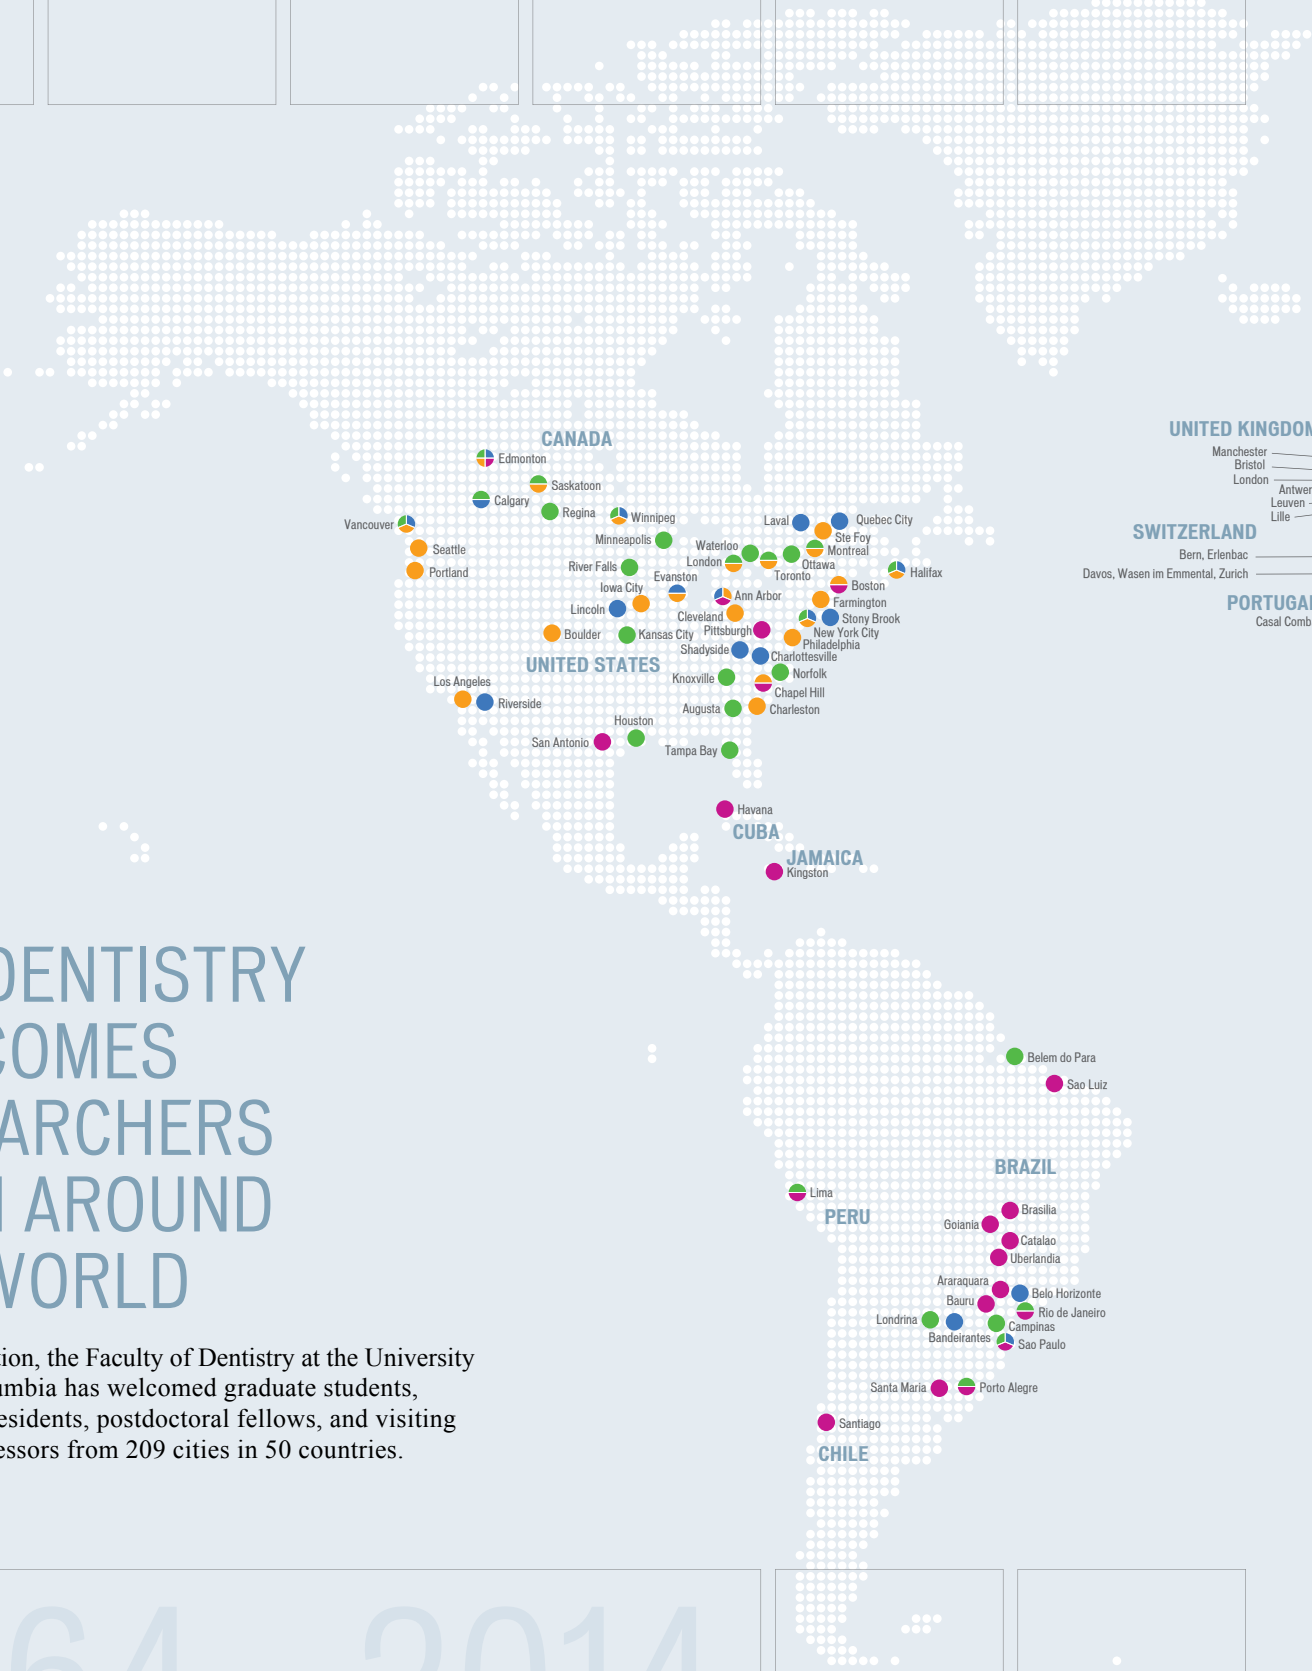 CANADA
Edmonton
Saskatoon
Calgary
Regina
Winnipeg
Vancouver
Seattle
Portland
Minneapolis
River Falls
Iowa City
Evanston
Lincoln
Boulder
Kansas City
UNITED STATES
Los Angeles
Riverside
Houston
San Antonio
Laval
Quebec City
Ste Foy
Waterloo
Montreal
London
Ottawa
Toronto
Halifax
Boston
Ann Arbor
Farmington
Cleveland
Stony Brook
New York City
Pittsburgh
Philadelphia
Shadyside
Charlottesville
Knoxville
Norfolk
Chapel Hill
Augusta
Charleston
Tampa Bay
Havana
CUBA
JAMAICA
Kingston
UNITED KINGDOM
Manchester
Bristol
London
Antwer
Leuven
Lille
SWITZERLAND
Bern, Erlenbac
Davos, Wasen im Emmental, Zurich
PORTUGA
Casal Comb
DENTISTRY
COMES
ARCHERS
AROUND
WORLD
tion, the Faculty of Dentistry at the University
umbia has welcomed graduate students,
esidents, postdoctoral fellows, and visiting
essors from 209 cities in 50 countries.
Belem do Para
Sao Luiz
BRAZIL
Lima
PERU
Brasilia
Goiania
Catalao
Uberlandia
Araraquara
Belo Horizonte
Bauru
Rio de Janeiro
Londrina
Campinas
Bandeirantes
Sao Paulo
Santa Maria
Porto Alegre
Santiago
CHILE
64 2014